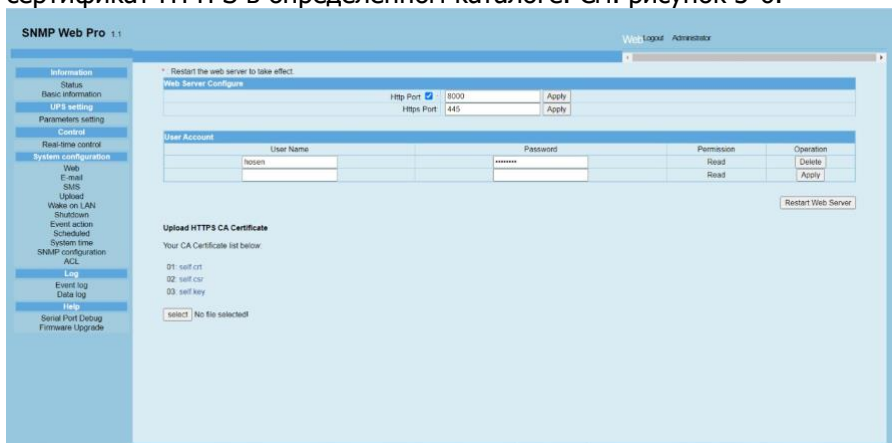 сертификат HTTPS в определенном каталоге. См. рисунок 5-6.
SNMP Web Pro 1.1
Web Logout Administrator
Information
Status
Basic information
UPS setting
Parameters setting
Control
Real-time control
System configuration
Web
E-mail
SMS
Upload
Wake on LAN
Shutdown
Event action
Scheduled
System time
SNMP configuration
ACL
Log
Event log
Data log
Help
Serial Port Debug
Firmware Upgrade
* : Restart the web server to take effect.
Web Server Configure
Http Port : 8000 Apply
Https Port : 445 Apply
User Account
User Name Password Permission Operation
hosen •••••••• Read Delete
Read Apply
Restart Web Server
Upload HTTPS CA Certificate
Your CA Certificate list below:
01: self.crt
02: self.csr
03: self.key
select No file selected!